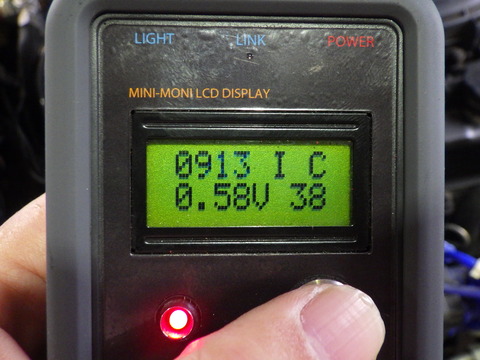 LIGHT LINK POWER
MINI-MONI LCD DISPLAY
0913 I C
0.58V 38